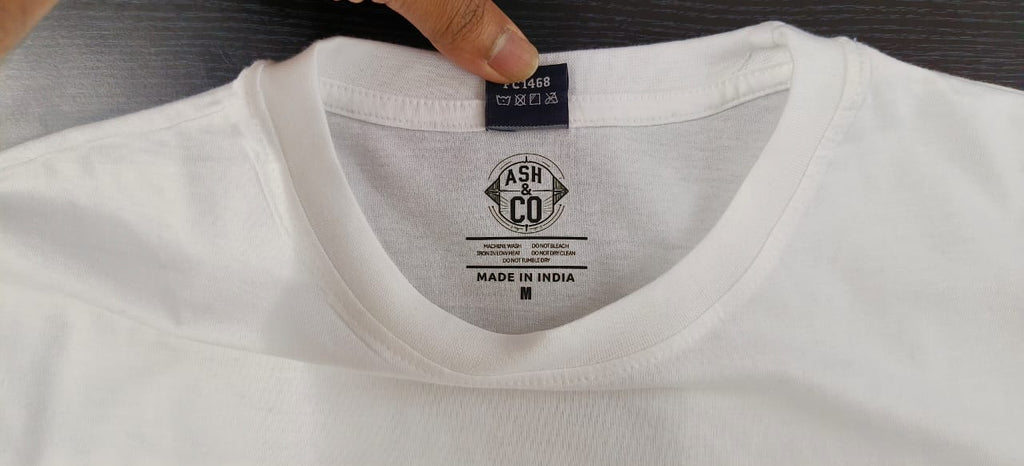 FC1468
ASH
&
CO
MACHINE WASH DO NOT BLEACH
IRON IN LOW HEAT DO NOT DRY CLEAN
DO NOT TUMBLE DRY
MADE IN INDIA
M